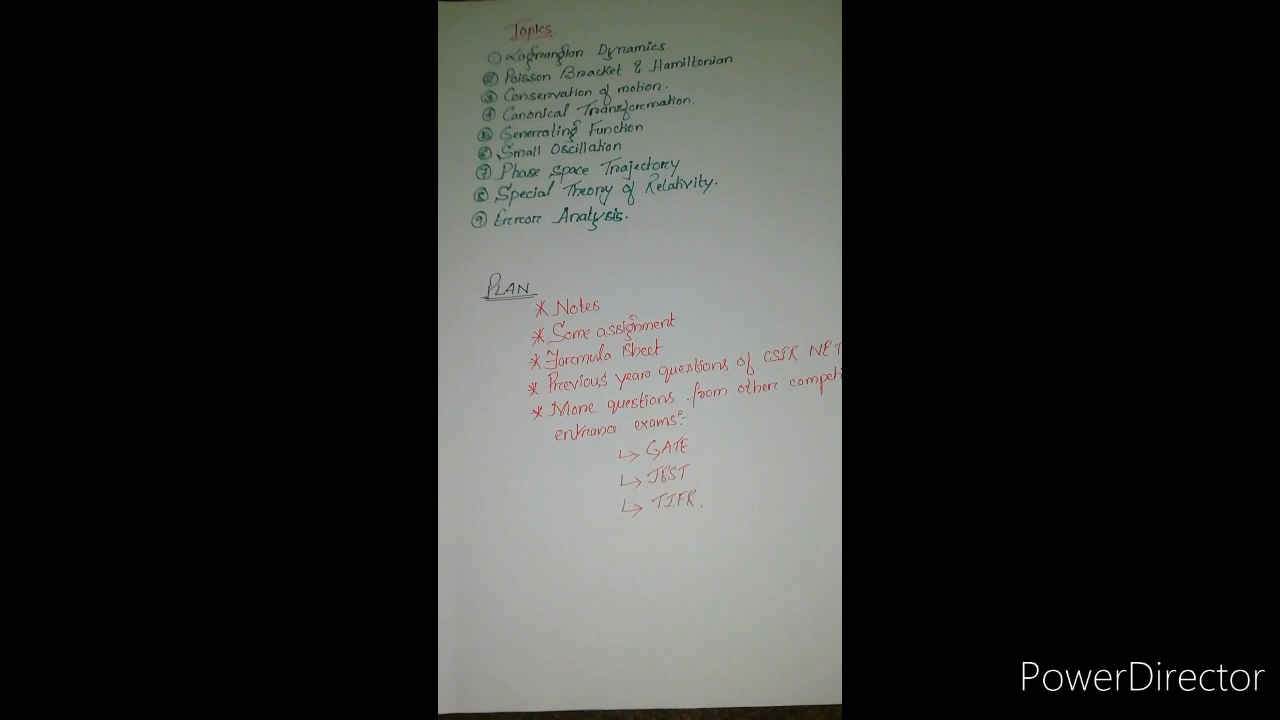 Topics.
① Lagrangian Dynamics.
② Poisson Bracket & Hamiltonian
③ Conservation of motion.
④ Canonical Transformation.
⑤ Generating Function
⑥ Small Oscillation
⑦ Phase space Trajectory
⑧ Special Theory of Relativity.
⑨ Error Analysis.
PLAN
* Notes
* Some assignment
* Formula sheet
* Previous years questions of CSIR NET
* More questions from other competi
entrance exams:-
↳ GATE
↳ JEST
↳ TIFR.
PowerDirector